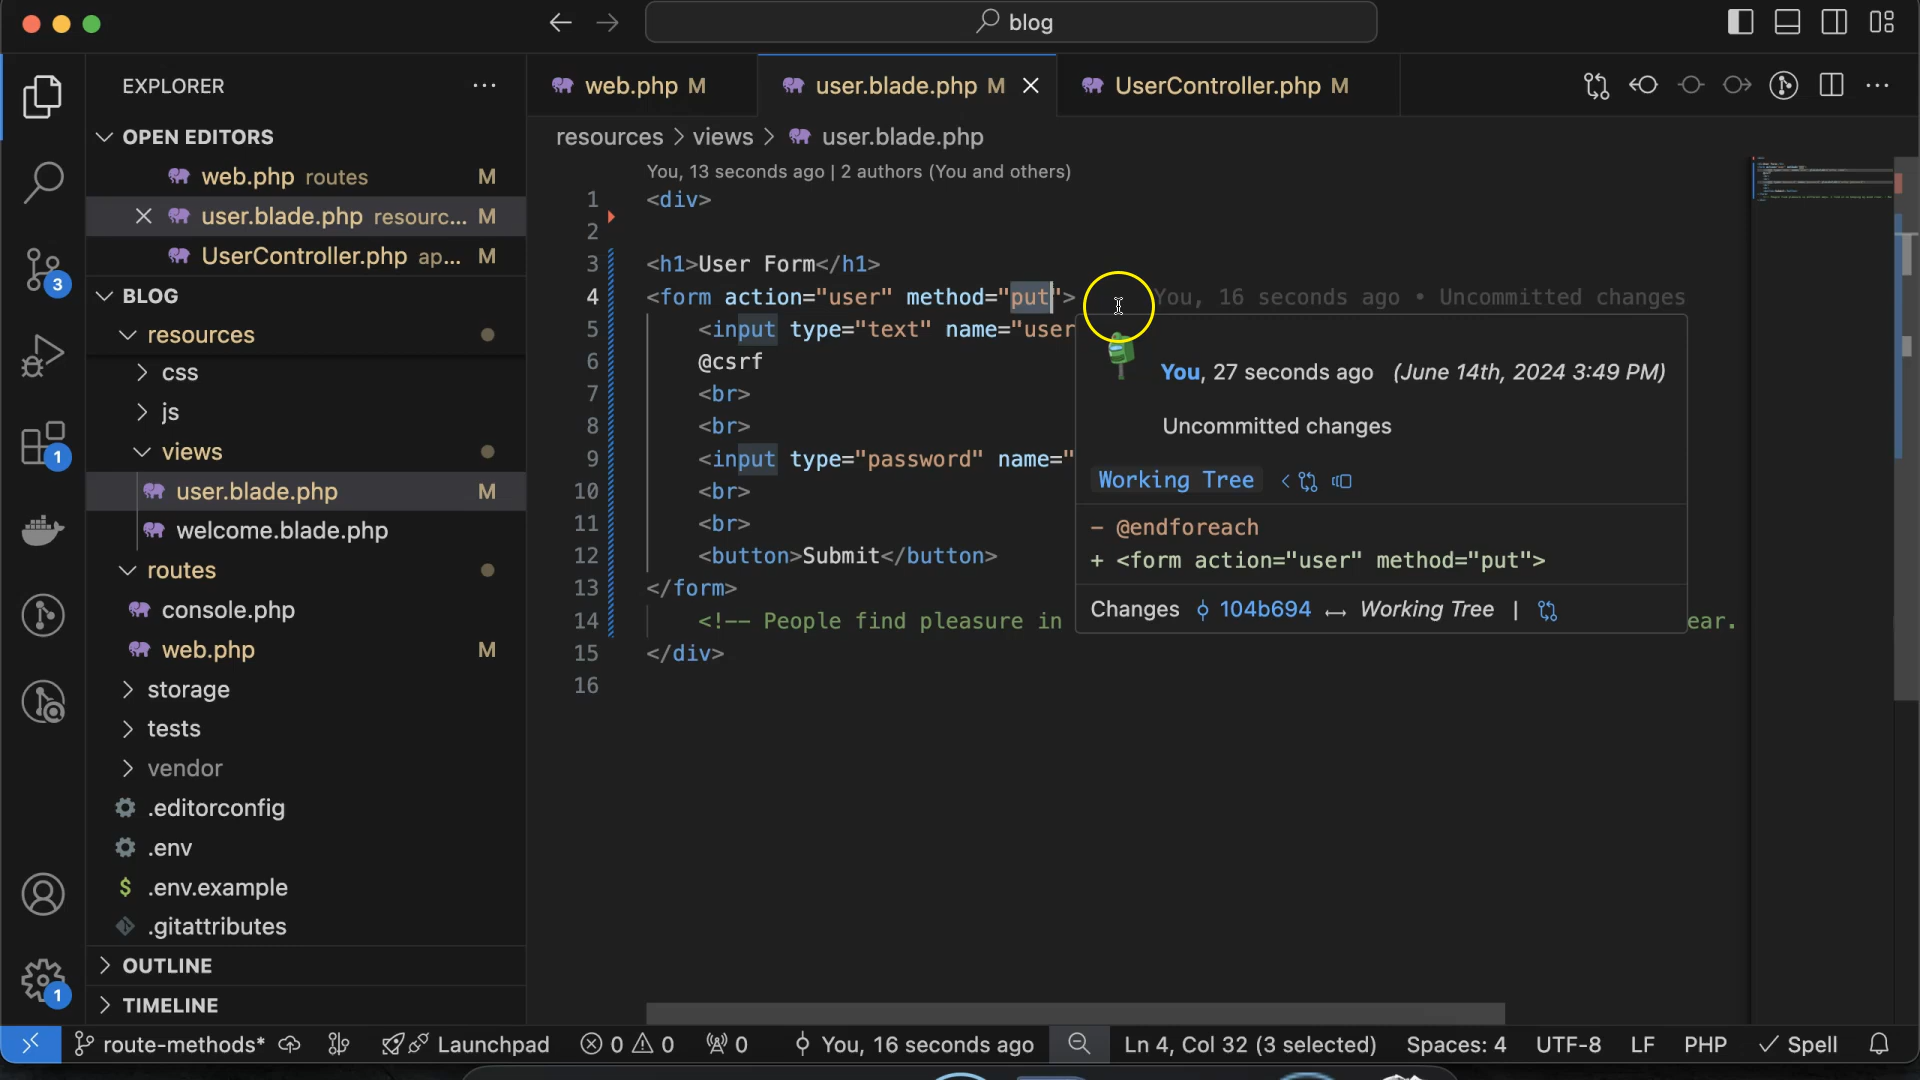 blog
EXPLORER
OPEN EDITORS
web.php routes M
user.blade.php resourc... M
UserController.php ap... M
BLOG
resources
css
js
views
user.blade.php M
welcome.blade.php
routes
console.php
web.php M
storage
tests
vendor
.editorconfig
.env
$ .env.example
.gitattributes
OUTLINE
TIMELINE
3
1
1
web.php M
user.blade.php M
UserController.php M
resources > views > user.blade.php
You, 13 seconds ago | 2 authors (You and others)
1 <div>
2
3 <h1>User Form</h1>
4 <form action="user" method="put"> You, 16 seconds ago • Uncommitted changes
5 <input type="text" name="user
6 @csrf
7 <br>
8 <br>
9 <input type="password" name="
10 <br>
11 <br>
12 <button>Submit</button>
13 </form>
14 <!-- People find pleasure in ear.
15 </div>
16
You, 27 seconds ago (June 14th, 2024 3:49 PM)
Uncommitted changes
Working Tree
− @endforeach
+ <form action="user" method="put">
Changes 104b694 ↔ Working Tree |
route-methods* Launchpad 0 0 0 You, 16 seconds ago Ln 4, Col 32 (3 selected) Spaces: 4 UTF-8 LF PHP Spell